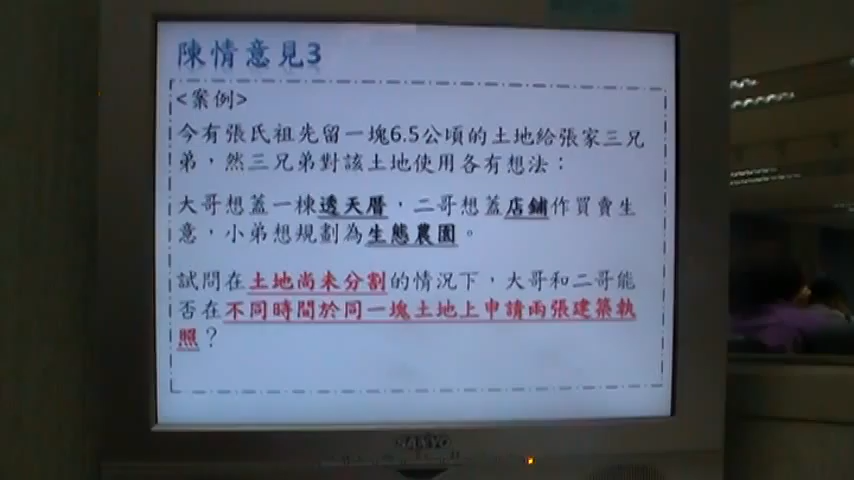 陳情意見3
<案例>
今有張氏祖先留一塊6.5公頃的土地給張家三兄
弟，然三兄弟對該土地使用各有想法：
大哥想蓋一棟透天厝，二哥想蓋店鋪作買賣生
意，小弟想規劃為生態農園。
試問在土地尚未分割的情況下，大哥和二哥能
否在不同時間於同一塊土地上申請兩張建築執
照？
SANYO